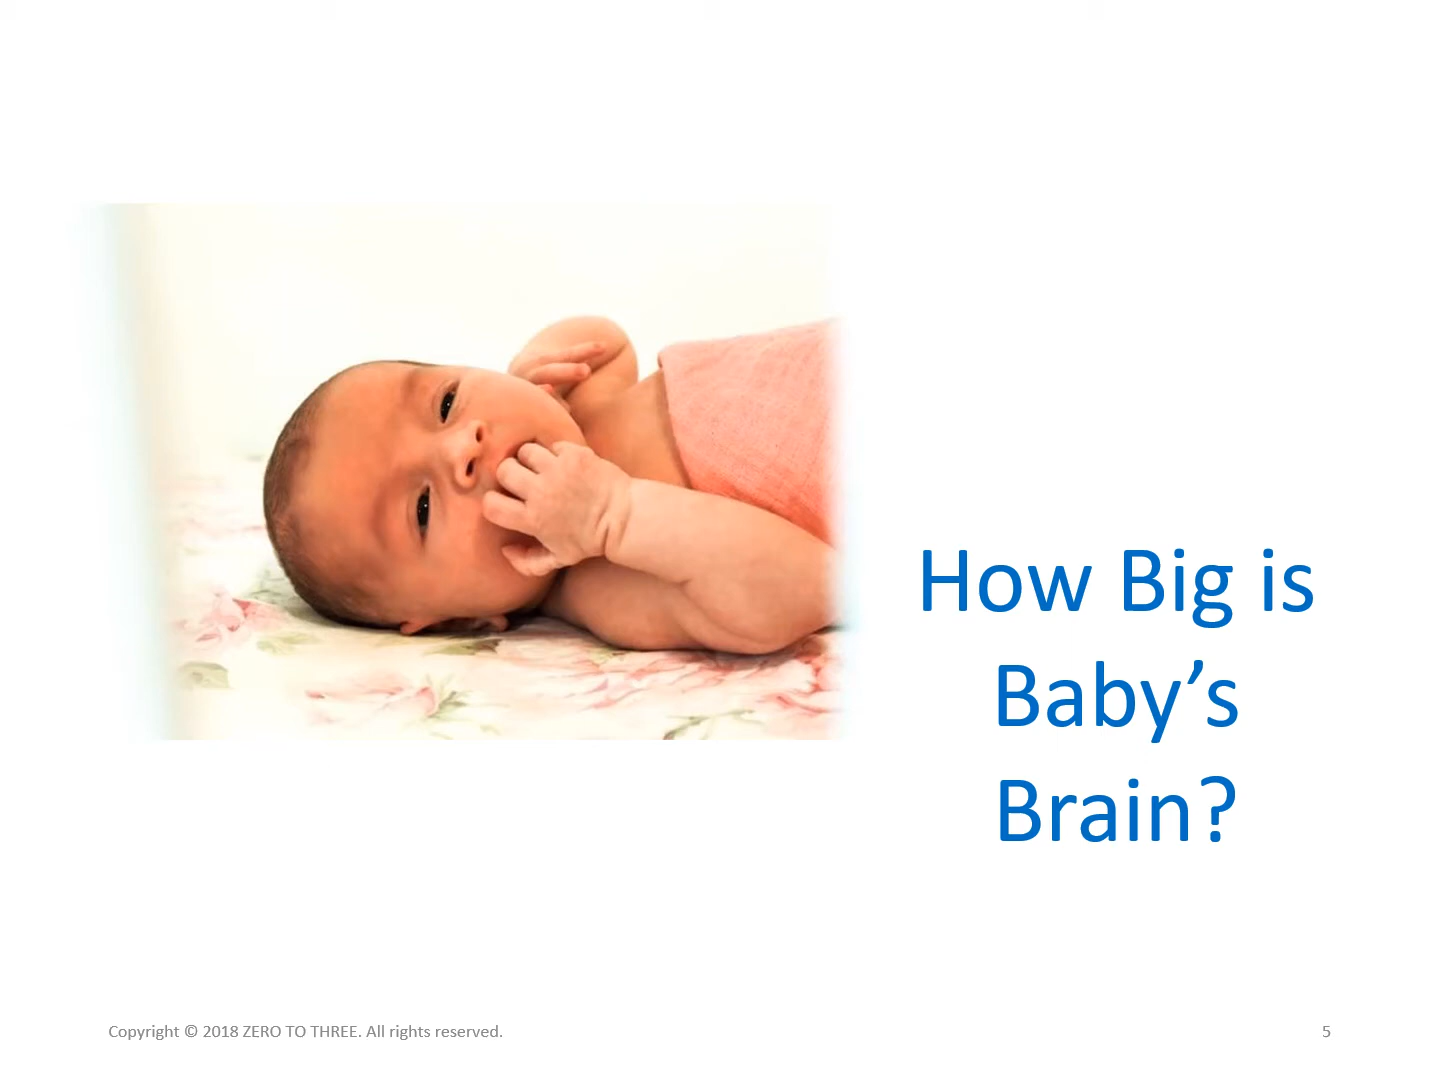 How Big is
Baby’s
Brain?
Copyright © 2018 ZERO TO THREE. All rights reserved.
5